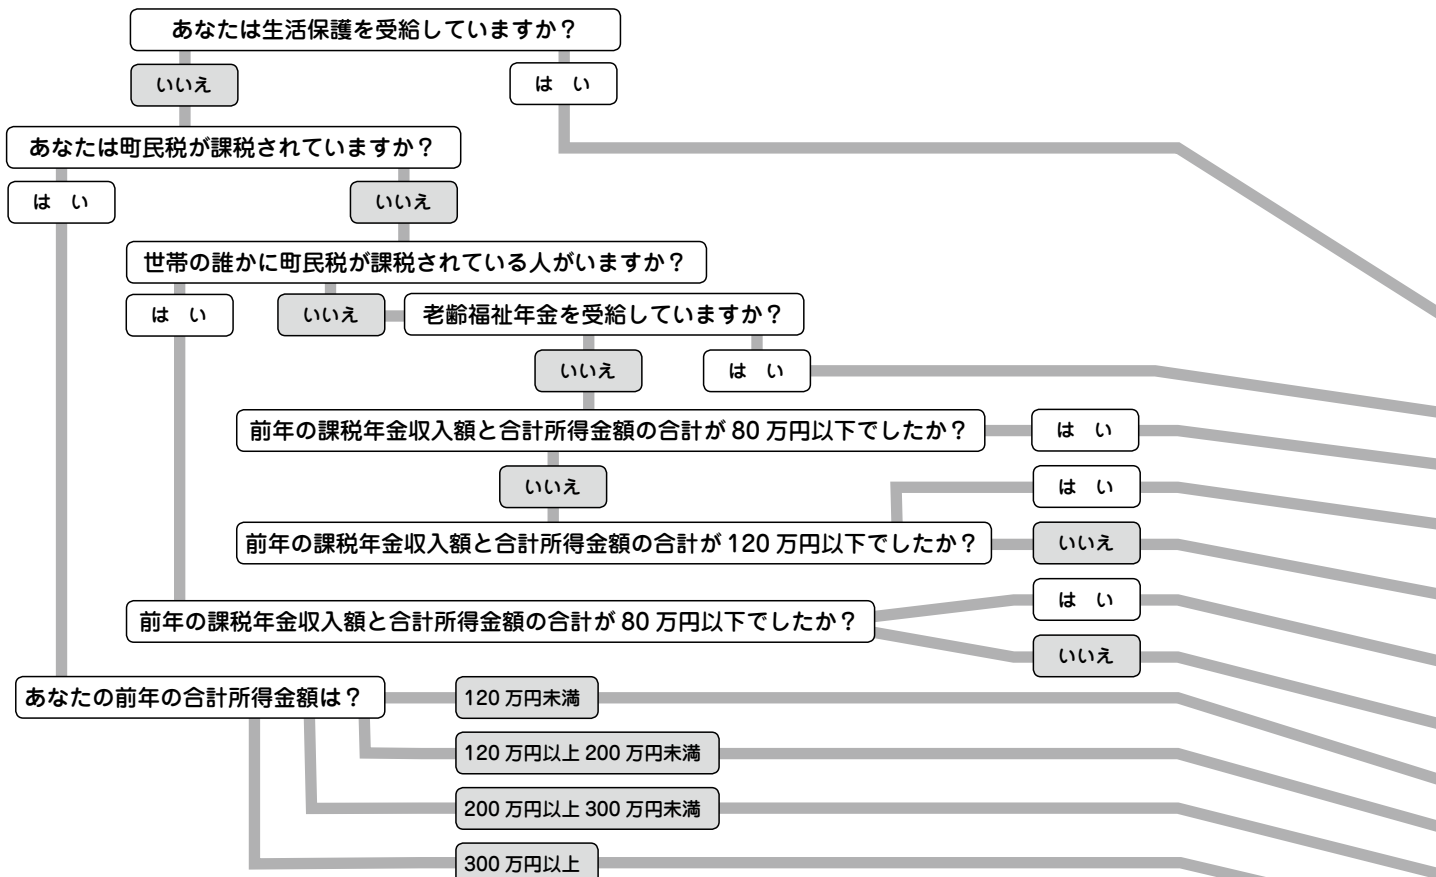 あなたは生活保護を受給していますか？
いいえ
は　い
あなたは町民税が課税されていますか？
は　い
いいえ
世帯の誰かに町民税が課税されている人がいますか？
は　い
いいえ
老齢福祉年金を受給していますか？
いいえ
は　い
前年の課税年金収入額と合計所得金額の合計が 80 万円以下でしたか？
は　い
いいえ
は　い
前年の課税年金収入額と合計所得金額の合計が 120 万円以下でしたか？
いいえ
は　い
前年の課税年金収入額と合計所得金額の合計が 80 万円以下でしたか？
いいえ
あなたの前年の合計所得金額は？
120 万円未満
120 万円以上 200 万円未満
200 万円以上 300 万円未満
300 万円以上